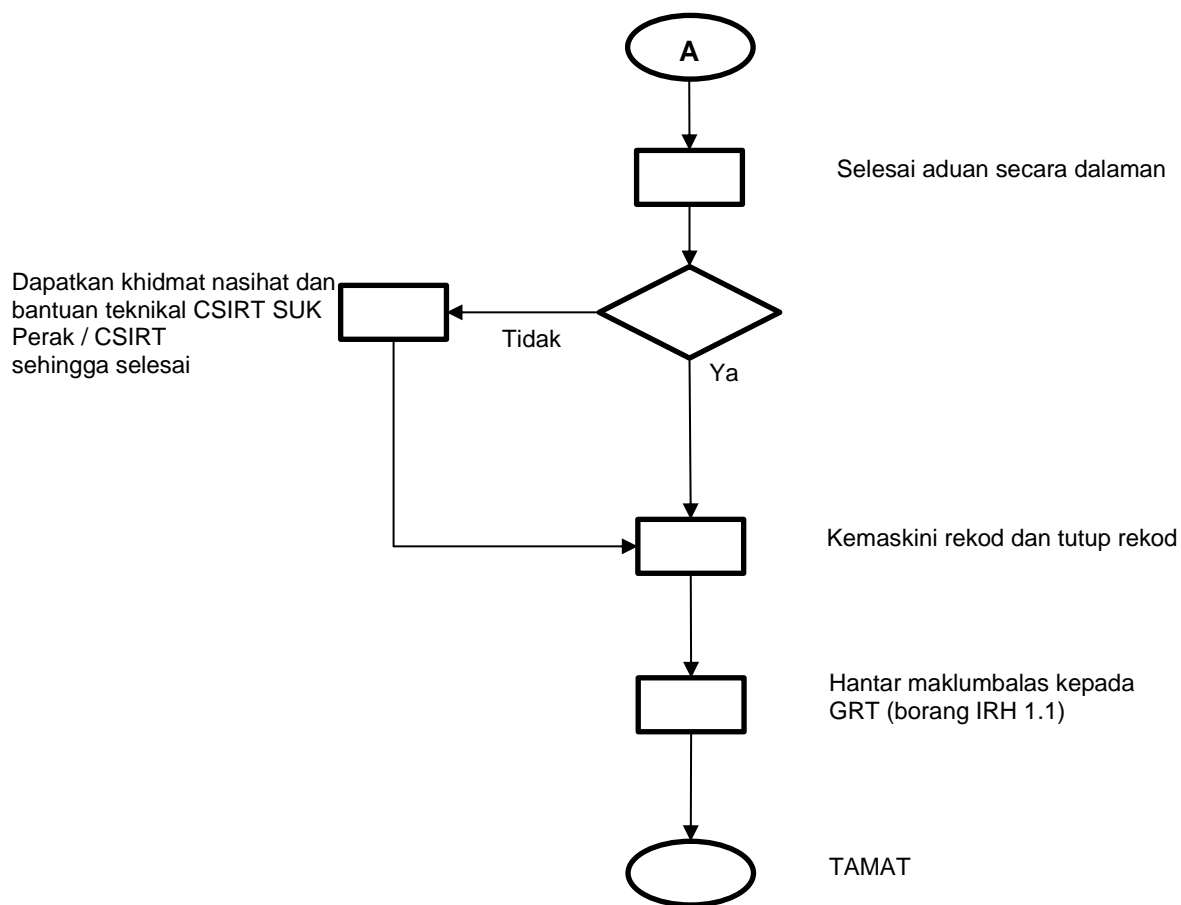 A
Selesai aduan secara dalaman
Dapatkan khidmat nasihat dan
bantuan teknikal CSIRT SUK
Perak / CSIRT
sehingga selesai
Tidak
Ya
Kemaskini rekod dan tutup rekod
Hantar maklumbalas kepada
GRT (borang IRH 1.1)
TAMAT